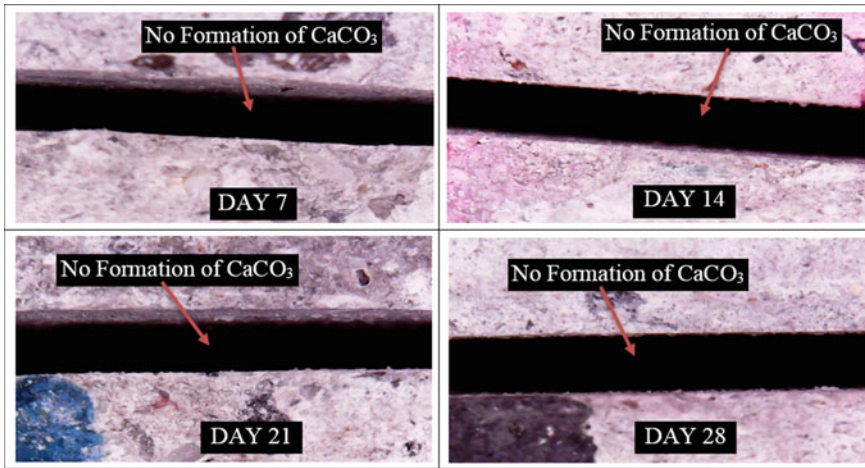 No Formation of CaCO₃
DAY 7
No Formation of CaCO₃
DAY 14
No Formation of CaCO₃
DAY 21
No Formation of CaCO₃
DAY 28